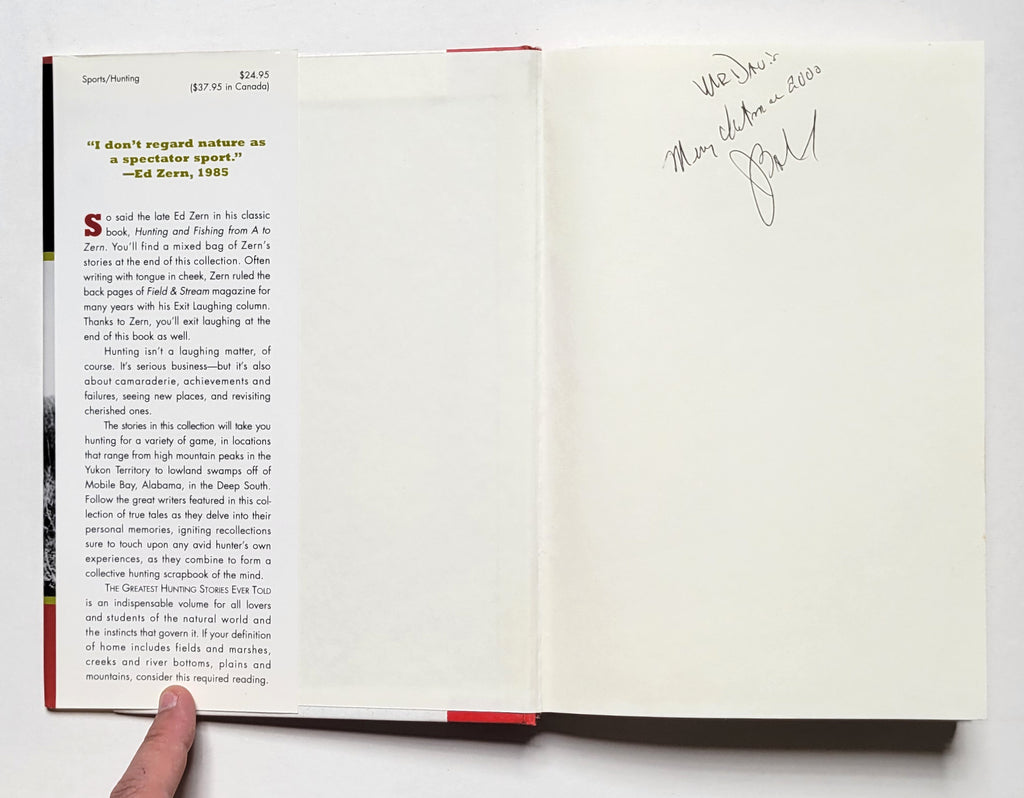 Sports/Hunting
$24.95
($37.95 in Canada)
“I don’t regard nature as
a spectator sport.”
—Ed Zern, 1985
So said the late Ed Zern in his classic
book, Hunting and Fishing from A to
Zern. You’ll find a mixed bag of Zern’s
stories at the end of this collection. Often
writing with tongue in cheek, Zern ruled the
back pages of Field & Stream magazine for
many years with his Exit Laughing column.
Thanks to Zern, you’ll exit laughing at the
end of this book as well.
Hunting isn’t a laughing matter, of
course. It’s serious business—but it’s also
about camaraderie, achievements and
failures, seeing new places, and revisiting
cherished ones.
The stories in this collection will take you
hunting for a variety of game, in locations
that range from high mountain peaks in the
Yukon Territory to lowland swamps off of
Mobile Bay, Alabama, in the Deep South.
Follow the great writers featured in this col-
lection of true tales as they delve into their
personal memories, igniting recollections
sure to touch upon any avid hunter’s own
experiences, as they combine to form a
collective hunting scrapbook of the mind.
THE GREATEST HUNTING STORIES EVER TOLD
is an indispensable volume for all lovers
and students of the natural world and
the instincts that govern it. If your definition
of home includes fields and marshes,
creeks and river bottoms, plains and
mountains, consider this required reading.
Mr Davis
Merry 2000